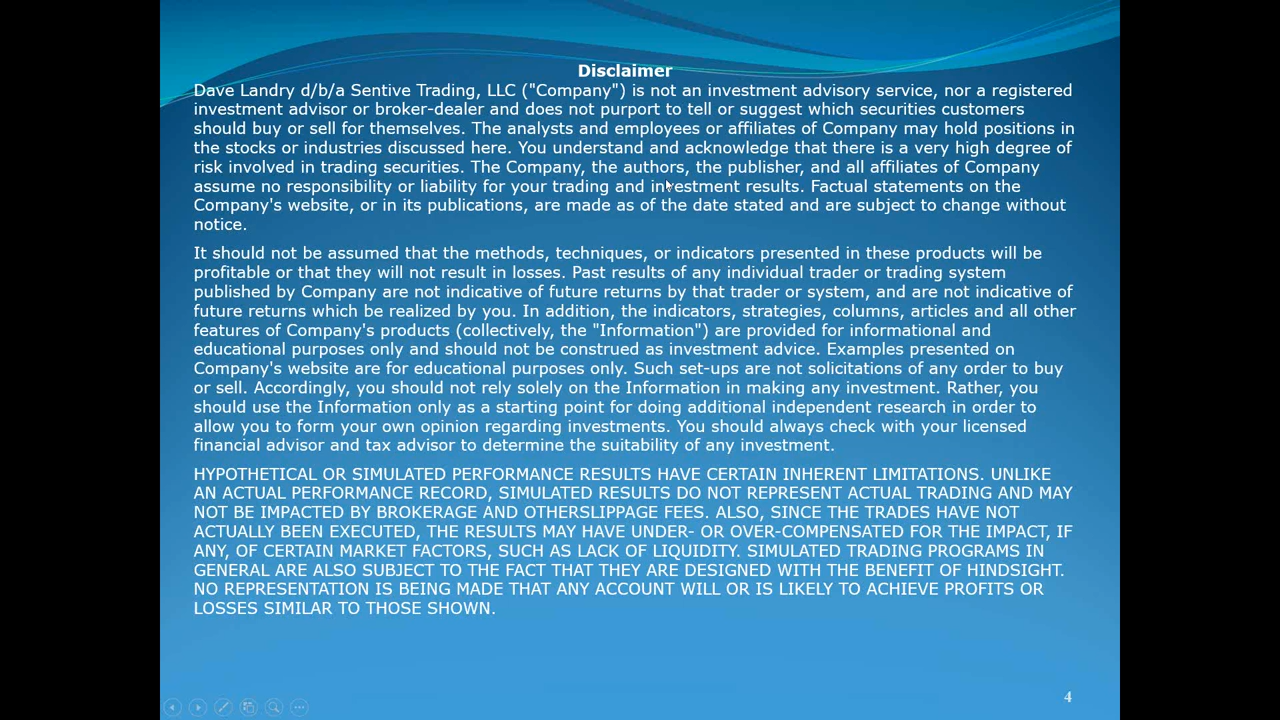 Disclaimer
Dave Landry d/b/a Sentive Trading, LLC ("Company") is not an investment advisory service, nor a registered
investment advisor or broker-dealer and does not purport to tell or suggest which securities customers
should buy or sell for themselves. The analysts and employees or affiliates of Company may hold positions in
the stocks or industries discussed here. You understand and acknowledge that there is a very high degree of
risk involved in trading securities. The Company, the authors, the publisher, and all affiliates of Company
assume no responsibility or liability for your trading and investment results. Factual statements on the
Company's website, or in its publications, are made as of the date stated and are subject to change without
notice.
It should not be assumed that the methods, techniques, or indicators presented in these products will be
profitable or that they will not result in losses. Past results of any individual trader or trading system
published by Company are not indicative of future returns by that trader or system, and are not indicative of
future returns which be realized by you. In addition, the indicators, strategies, columns, articles and all other
features of Company's products (collectively, the "Information") are provided for informational and
educational purposes only and should not be construed as investment advice. Examples presented on
Company's website are for educational purposes only. Such set-ups are not solicitations of any order to buy
or sell. Accordingly, you should not rely solely on the Information in making any investment. Rather, you
should use the Information only as a starting point for doing additional independent research in order to
allow you to form your own opinion regarding investments. You should always check with your licensed
financial advisor and tax advisor to determine the suitability of any investment.
HYPOTHETICAL OR SIMULATED PERFORMANCE RESULTS HAVE CERTAIN INHERENT LIMITATIONS. UNLIKE
AN ACTUAL PERFORMANCE RECORD, SIMULATED RESULTS DO NOT REPRESENT ACTUAL TRADING AND MAY
NOT BE IMPACTED BY BROKERAGE AND OTHERSLIPPAGE FEES. ALSO, SINCE THE TRADES HAVE NOT
ACTUALLY BEEN EXECUTED, THE RESULTS MAY HAVE UNDER- OR OVER-COMPENSATED FOR THE IMPACT, IF
ANY, OF CERTAIN MARKET FACTORS, SUCH AS LACK OF LIQUIDITY. SIMULATED TRADING PROGRAMS IN
GENERAL ARE ALSO SUBJECT TO THE FACT THAT THEY ARE DESIGNED WITH THE BENEFIT OF HINDSIGHT.
NO REPRESENTATION IS BEING MADE THAT ANY ACCOUNT WILL OR IS LIKELY TO ACHIEVE PROFITS OR
LOSSES SIMILAR TO THOSE SHOWN.
4